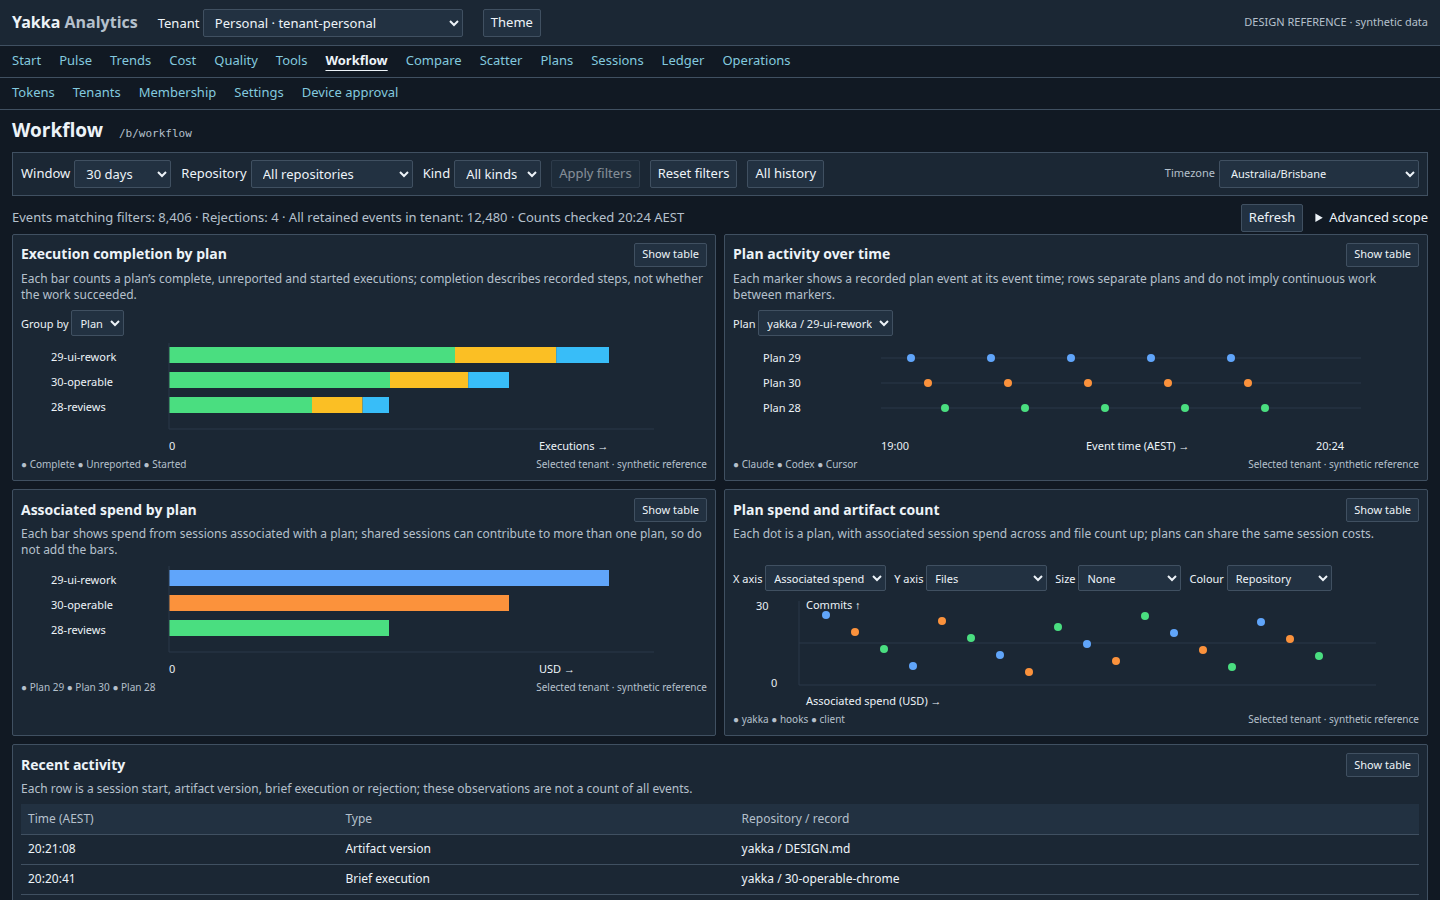 Yakka Analytics Tenant Personal · tenant-personal Theme DESIGN REFERENCE · synthetic data
Start Pulse Trends Cost Quality Tools Workflow Compare Scatter Plans Sessions Ledger Operations
Tokens Tenants Membership Settings Device approval
Workflow /b/workflow
Window 30 days Repository All repositories Kind All kinds Apply filters Reset filters All history Timezone Australia/Brisbane
Events matching filters: 8,406 · Rejections: 4 · All retained events in tenant: 12,480 · Counts checked 20:24 AEST Refresh ▶ Advanced scope
Execution completion by plan Show table
Each bar counts a plan's complete, unreported and started executions; completion describes recorded steps, not whether
the work succeeded.
Group by Plan
29-ui-rework
30-operable
28-reviews
0 Executions →
● Complete ● Unreported ● Started Selected tenant · synthetic reference
Plan activity over time Show table
Each marker shows a recorded plan event at its event time; rows separate plans and do not imply continuous work
between markers.
Plan yakka / 29-ui-rework
Plan 29
Plan 30
Plan 28
19:00 Event time (AEST) → 20:24
● Claude ● Codex ● Cursor Selected tenant · synthetic reference
Associated spend by plan Show table
Each bar shows spend from sessions associated with a plan; shared sessions can contribute to more than one plan, so do
not add the bars.
29-ui-rework
30-operable
28-reviews
0 USD →
● Plan 29 ● Plan 30 ● Plan 28 Selected tenant · synthetic reference
Plan spend and artifact count Show table
Each dot is a plan, with associated session spend across and file count up; plans can share the same session costs.
X axis Associated spend Y axis Files Size None Colour Repository
30 Commits ↑
0
Associated spend (USD) →
● yakka ● hooks ● client Selected tenant · synthetic reference
Recent activity Show table
Each row is a session start, artifact version, brief execution or rejection; these observations are not a count of all events.
Time (AEST) Type Repository / record
20:21:08 Artifact version yakka / DESIGN.md
20:20:41 Brief execution yakka / 30-operable-chrome